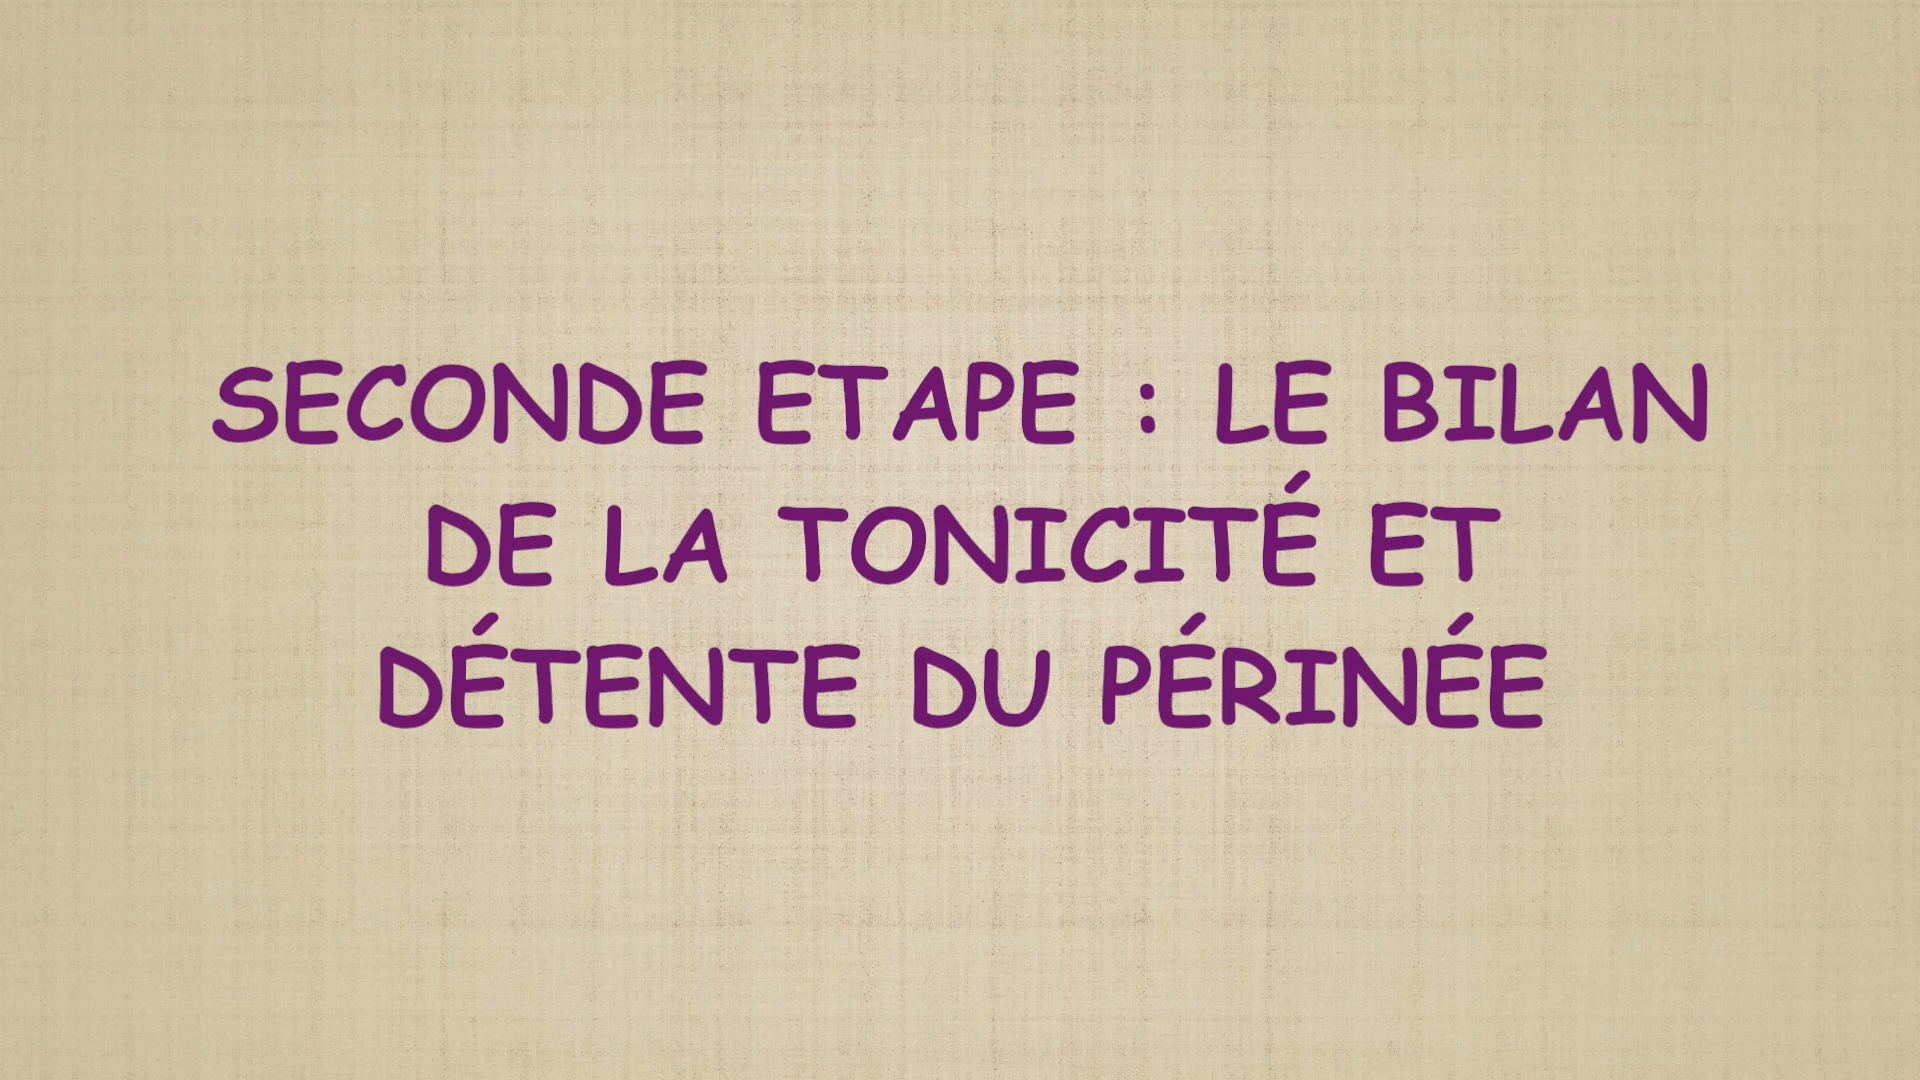 SECONDE ETAPE : LE BILAN
DE LA TONICITÉ ET
DÉTENTE DU PÉRINÉE